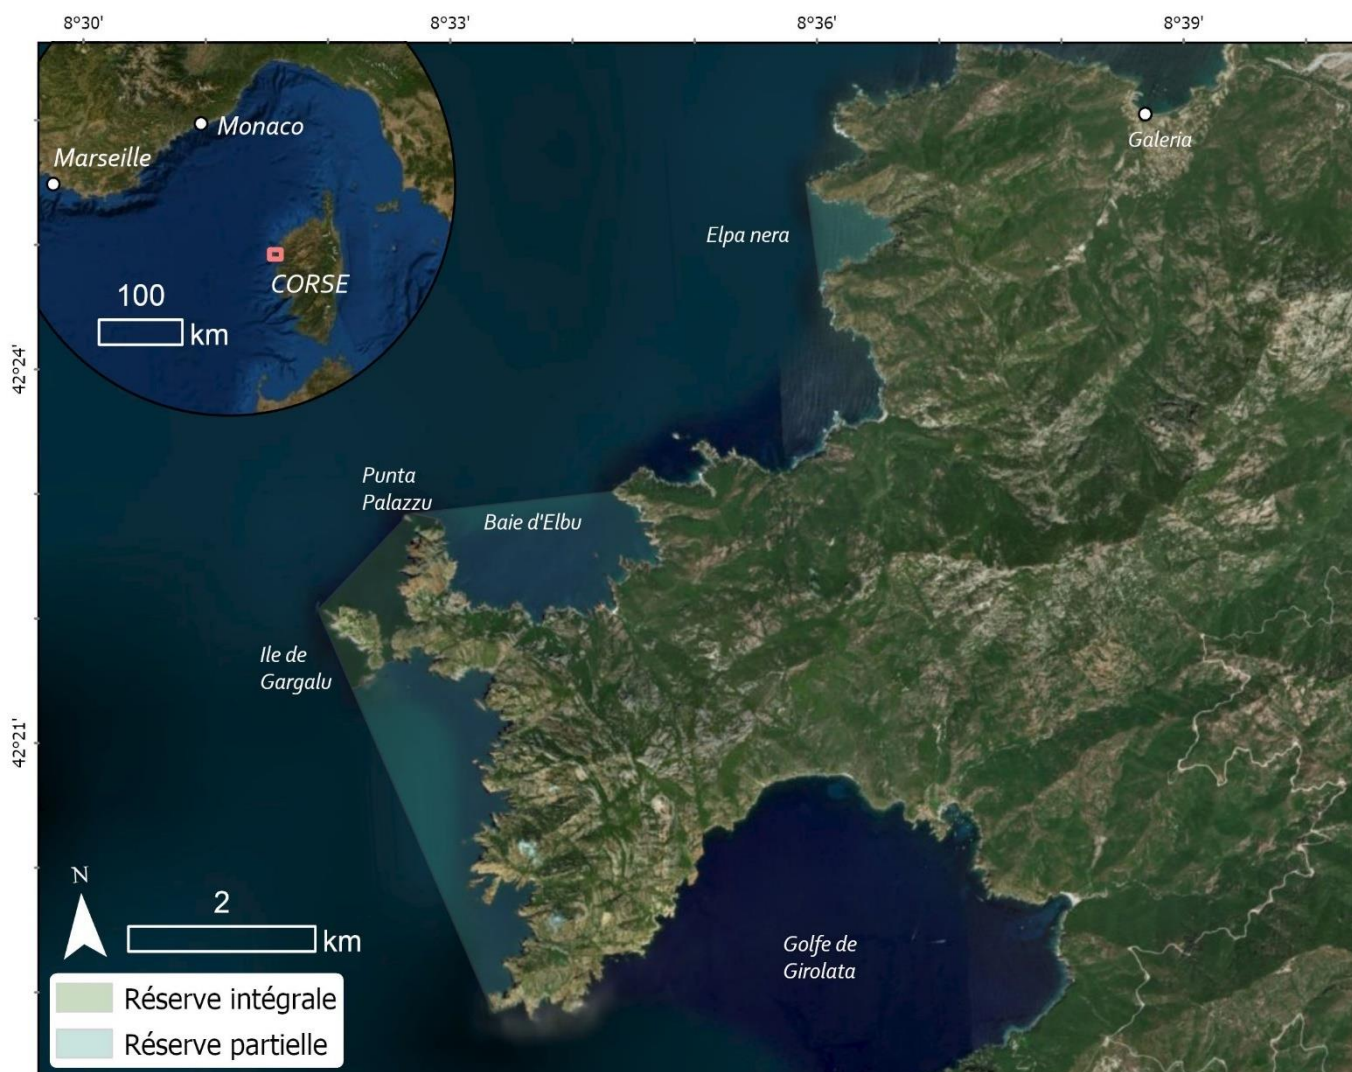 8°30'
8°33'
8°36'
8°39'
Monaco
Marseille
CORSE
100
km
Galeria
Elpa nera
42°24'
Punta
Palazzu
Baie d'Elbu
Ile de
Gargalu
42°21'
N
2
km
Golfe de
Girolata
Réserve intégrale
Réserve partielle